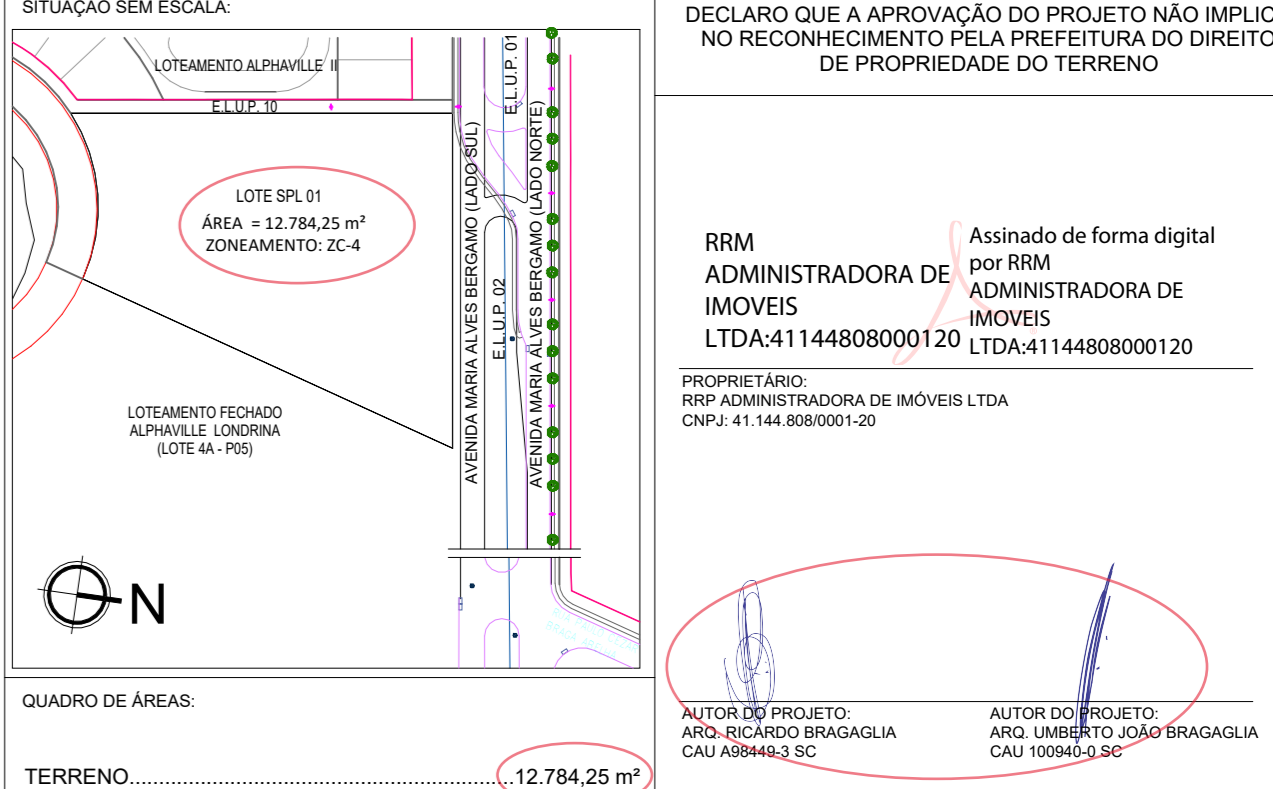 SITUAÇÃO SEM ESCALA:
LOTEAMENTO ALPHAVILLE II
E.L.U.P. 10
LOTE SPL 01
ÁREA = 12.784,25 m²
ZONEAMENTO: ZC-4
AVENIDA MARIA ALVES BERGAMO (LADO SUL)
E.L.U.P. 02
E.L.U.P. 01
AVENIDA MARIA ALVES BERGAMO (LADO NORTE)
LOTEAMENTO FECHADO
ALPHAVILLE LONDRINA
(LOTE 4A - P05)
N
QUADRO DE ÁREAS:
TERRENO..........................................................................12.784,25 m²
DECLARO QUE A APROVAÇÃO DO PROJETO NÃO IMPLIC
NO RECONHECIMENTO PELA PREFEITURA DO DIREITO
DE PROPRIEDADE DO TERRENO
RRM
ADMINISTRADORA DE
IMOVEIS
LTDA:41144808000120
Assinado de forma digital
por RRM
ADMINISTRADORA DE
IMOVEIS
LTDA:41144808000120
PROPRIETÁRIO:
RRP ADMINISTRADORA DE IMÓVEIS LTDA
CNPJ: 41.144.808/0001-20
AUTOR DO PROJETO:
ARQ. RICARDO BRAGAGLIA
CAU A98449-3 SC
AUTOR DO PROJETO:
ARQ. UMBERTO JOÃO BRAGAGLIA
CAU 100940-0 SC